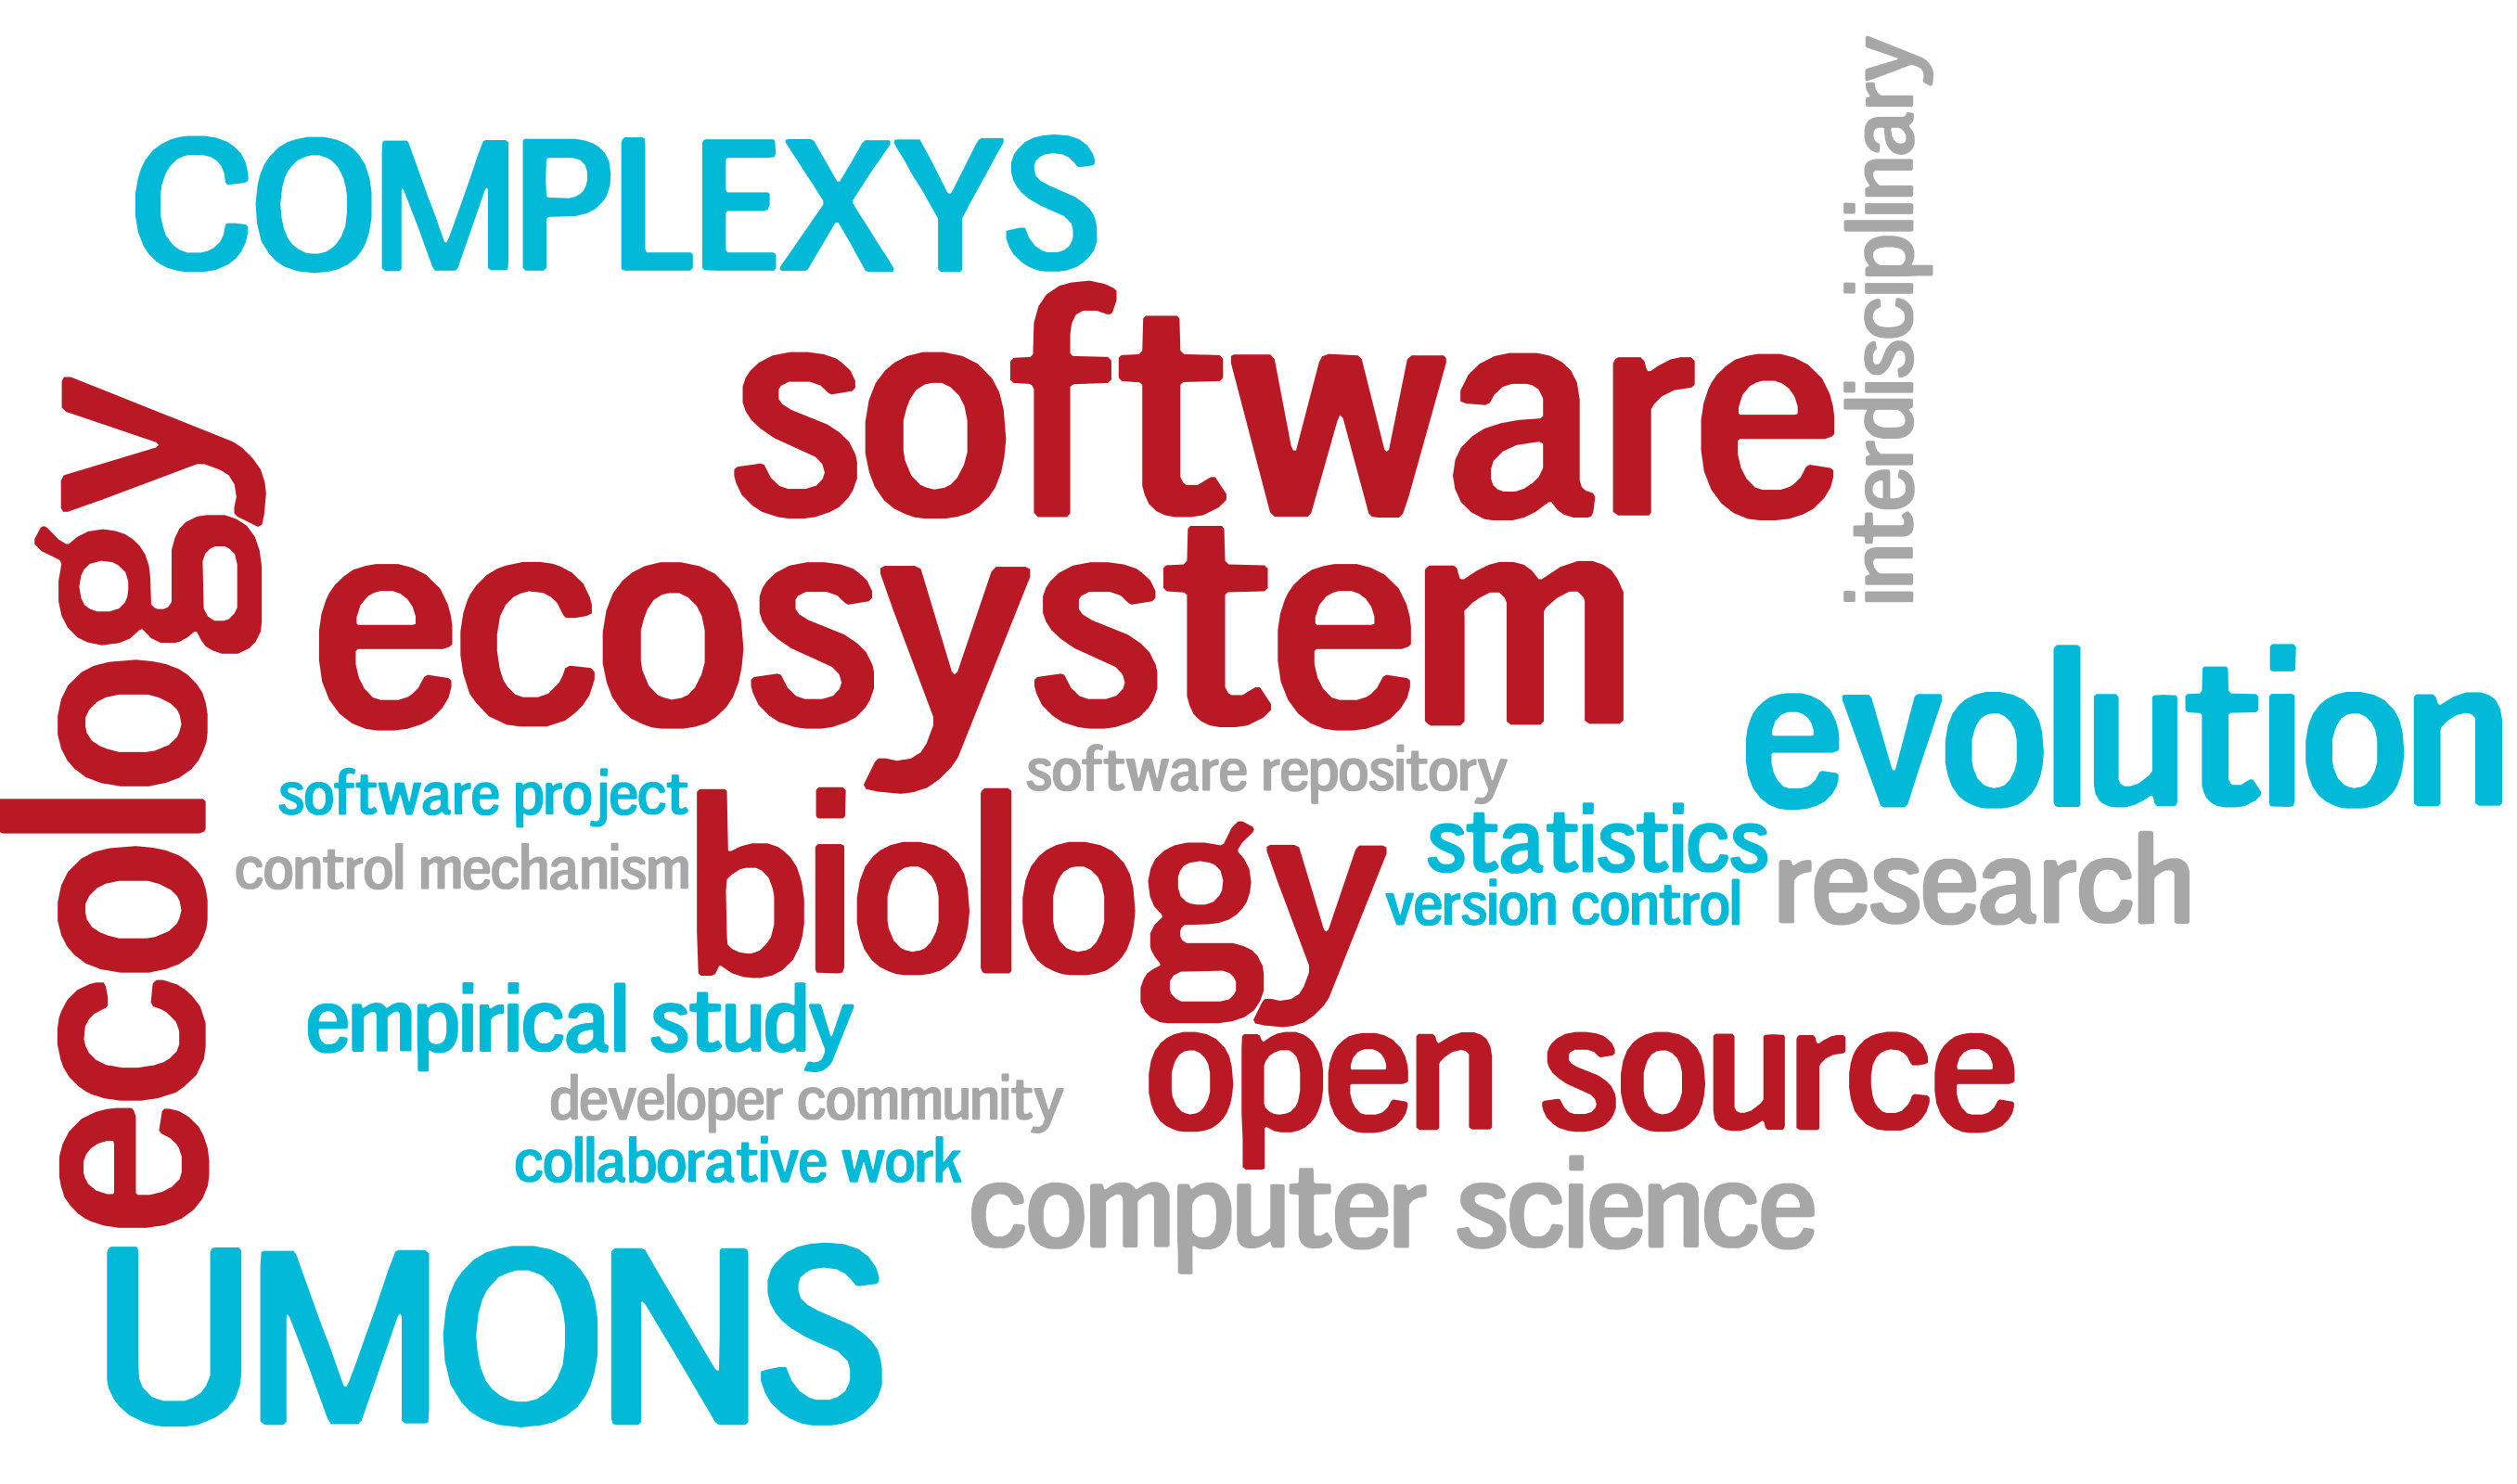 COMPLEXYS
interdisciplinary
software
ecology
ecosystem
evolution
software repository
software project
biology
statistics
control mechanism
version control
research
empirical study
open source
developer community
collaborative work
computer science
UMONS